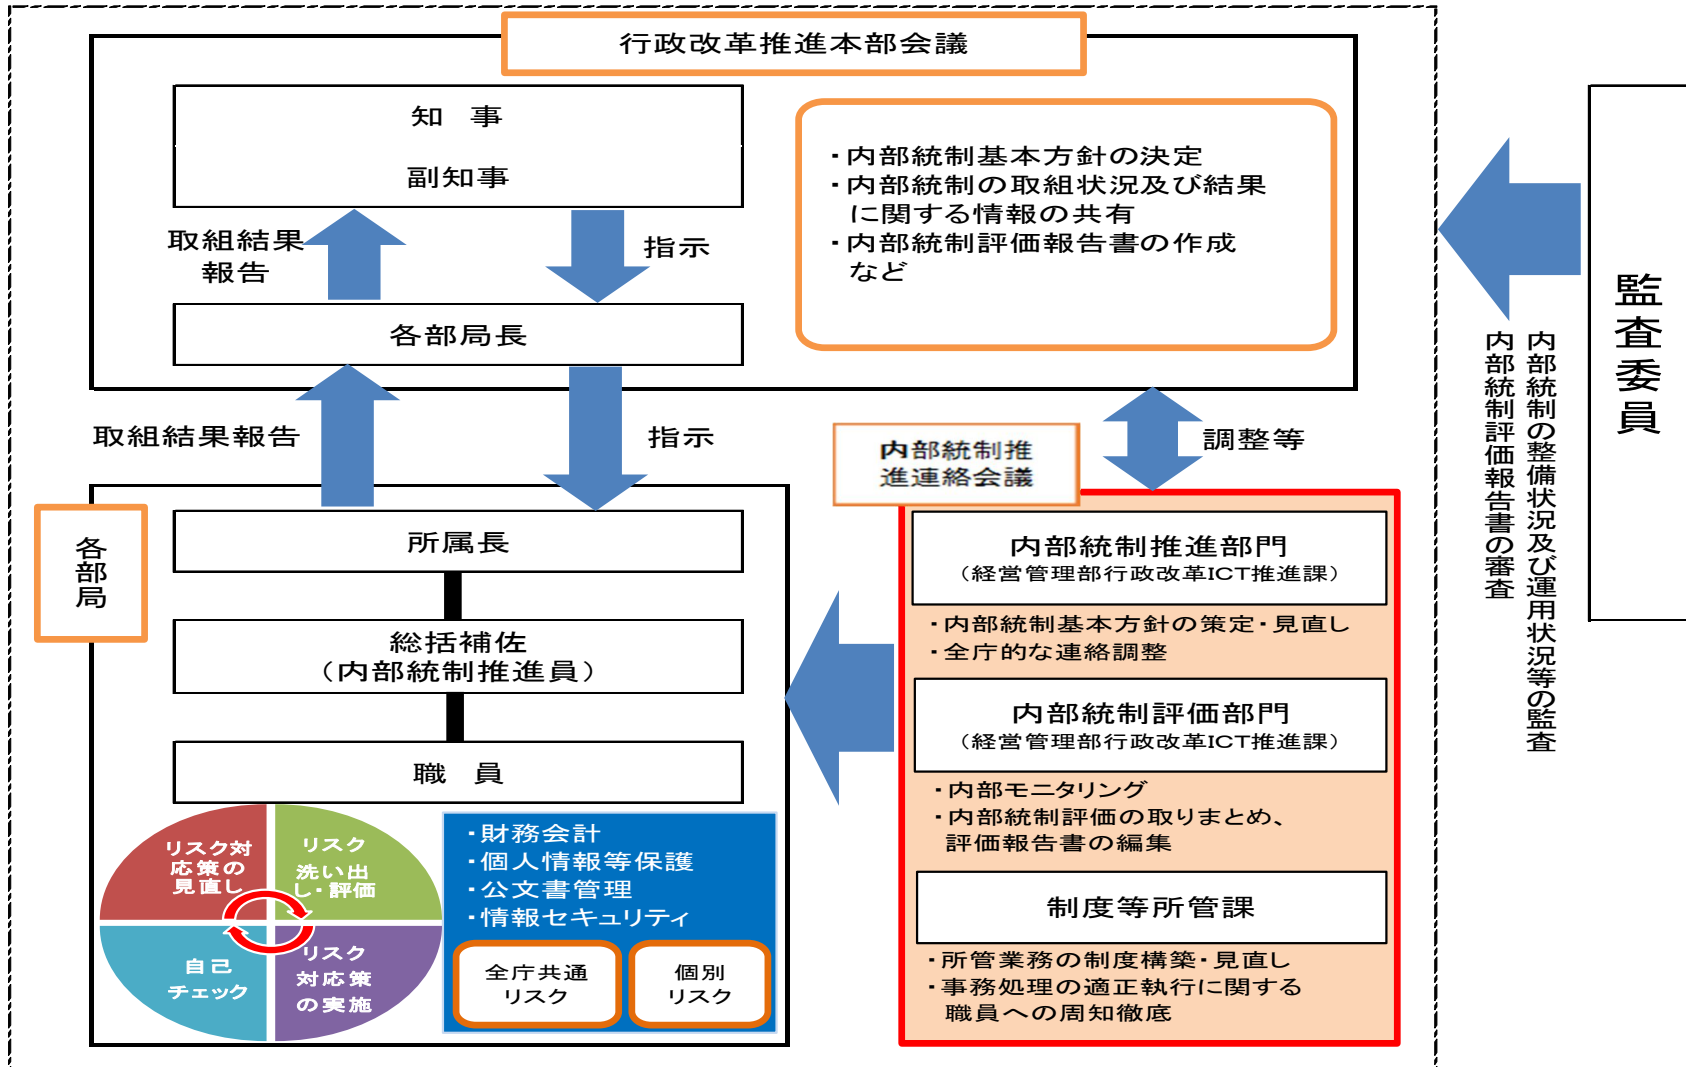 行政改革推進本部会議
知　事
副知事
・内部統制基本方針の決定
・内部統制の取組状況及び結果
に関する情報の共有
・内部統制評価報告書の作成
など
取組結果
報告
指示
各部局長
取組結果報告
指示
調整等
内部統制推
進連絡会議
各部局
所属長
総括補佐
（内部統制推進員）
職　員
リスク対
応策の
見直し
リスク
洗い出
し・評価
自己
チェック
リスク
対応策
の実施
・財務会計
・個人情報等保護
・公文書管理
・情報セキュリティ
全庁共通
リスク
個別
リスク
内部統制推進部門
（経営管理部行政改革ICT推進課）
・内部統制基本方針の策定・見直し
・全庁的な連絡調整
内部統制評価部門
（経営管理部行政改革ICT推進課）
・内部モニタリング
・内部統制評価の取りまとめ、
評価報告書の編集
制度等所管課
・所管業務の制度構築・見直し
・事務処理の適正執行に関する
職員への周知徹底
監査委員
内部統制の整備状況及び運用状況等の監査
内部統制評価報告書の審査